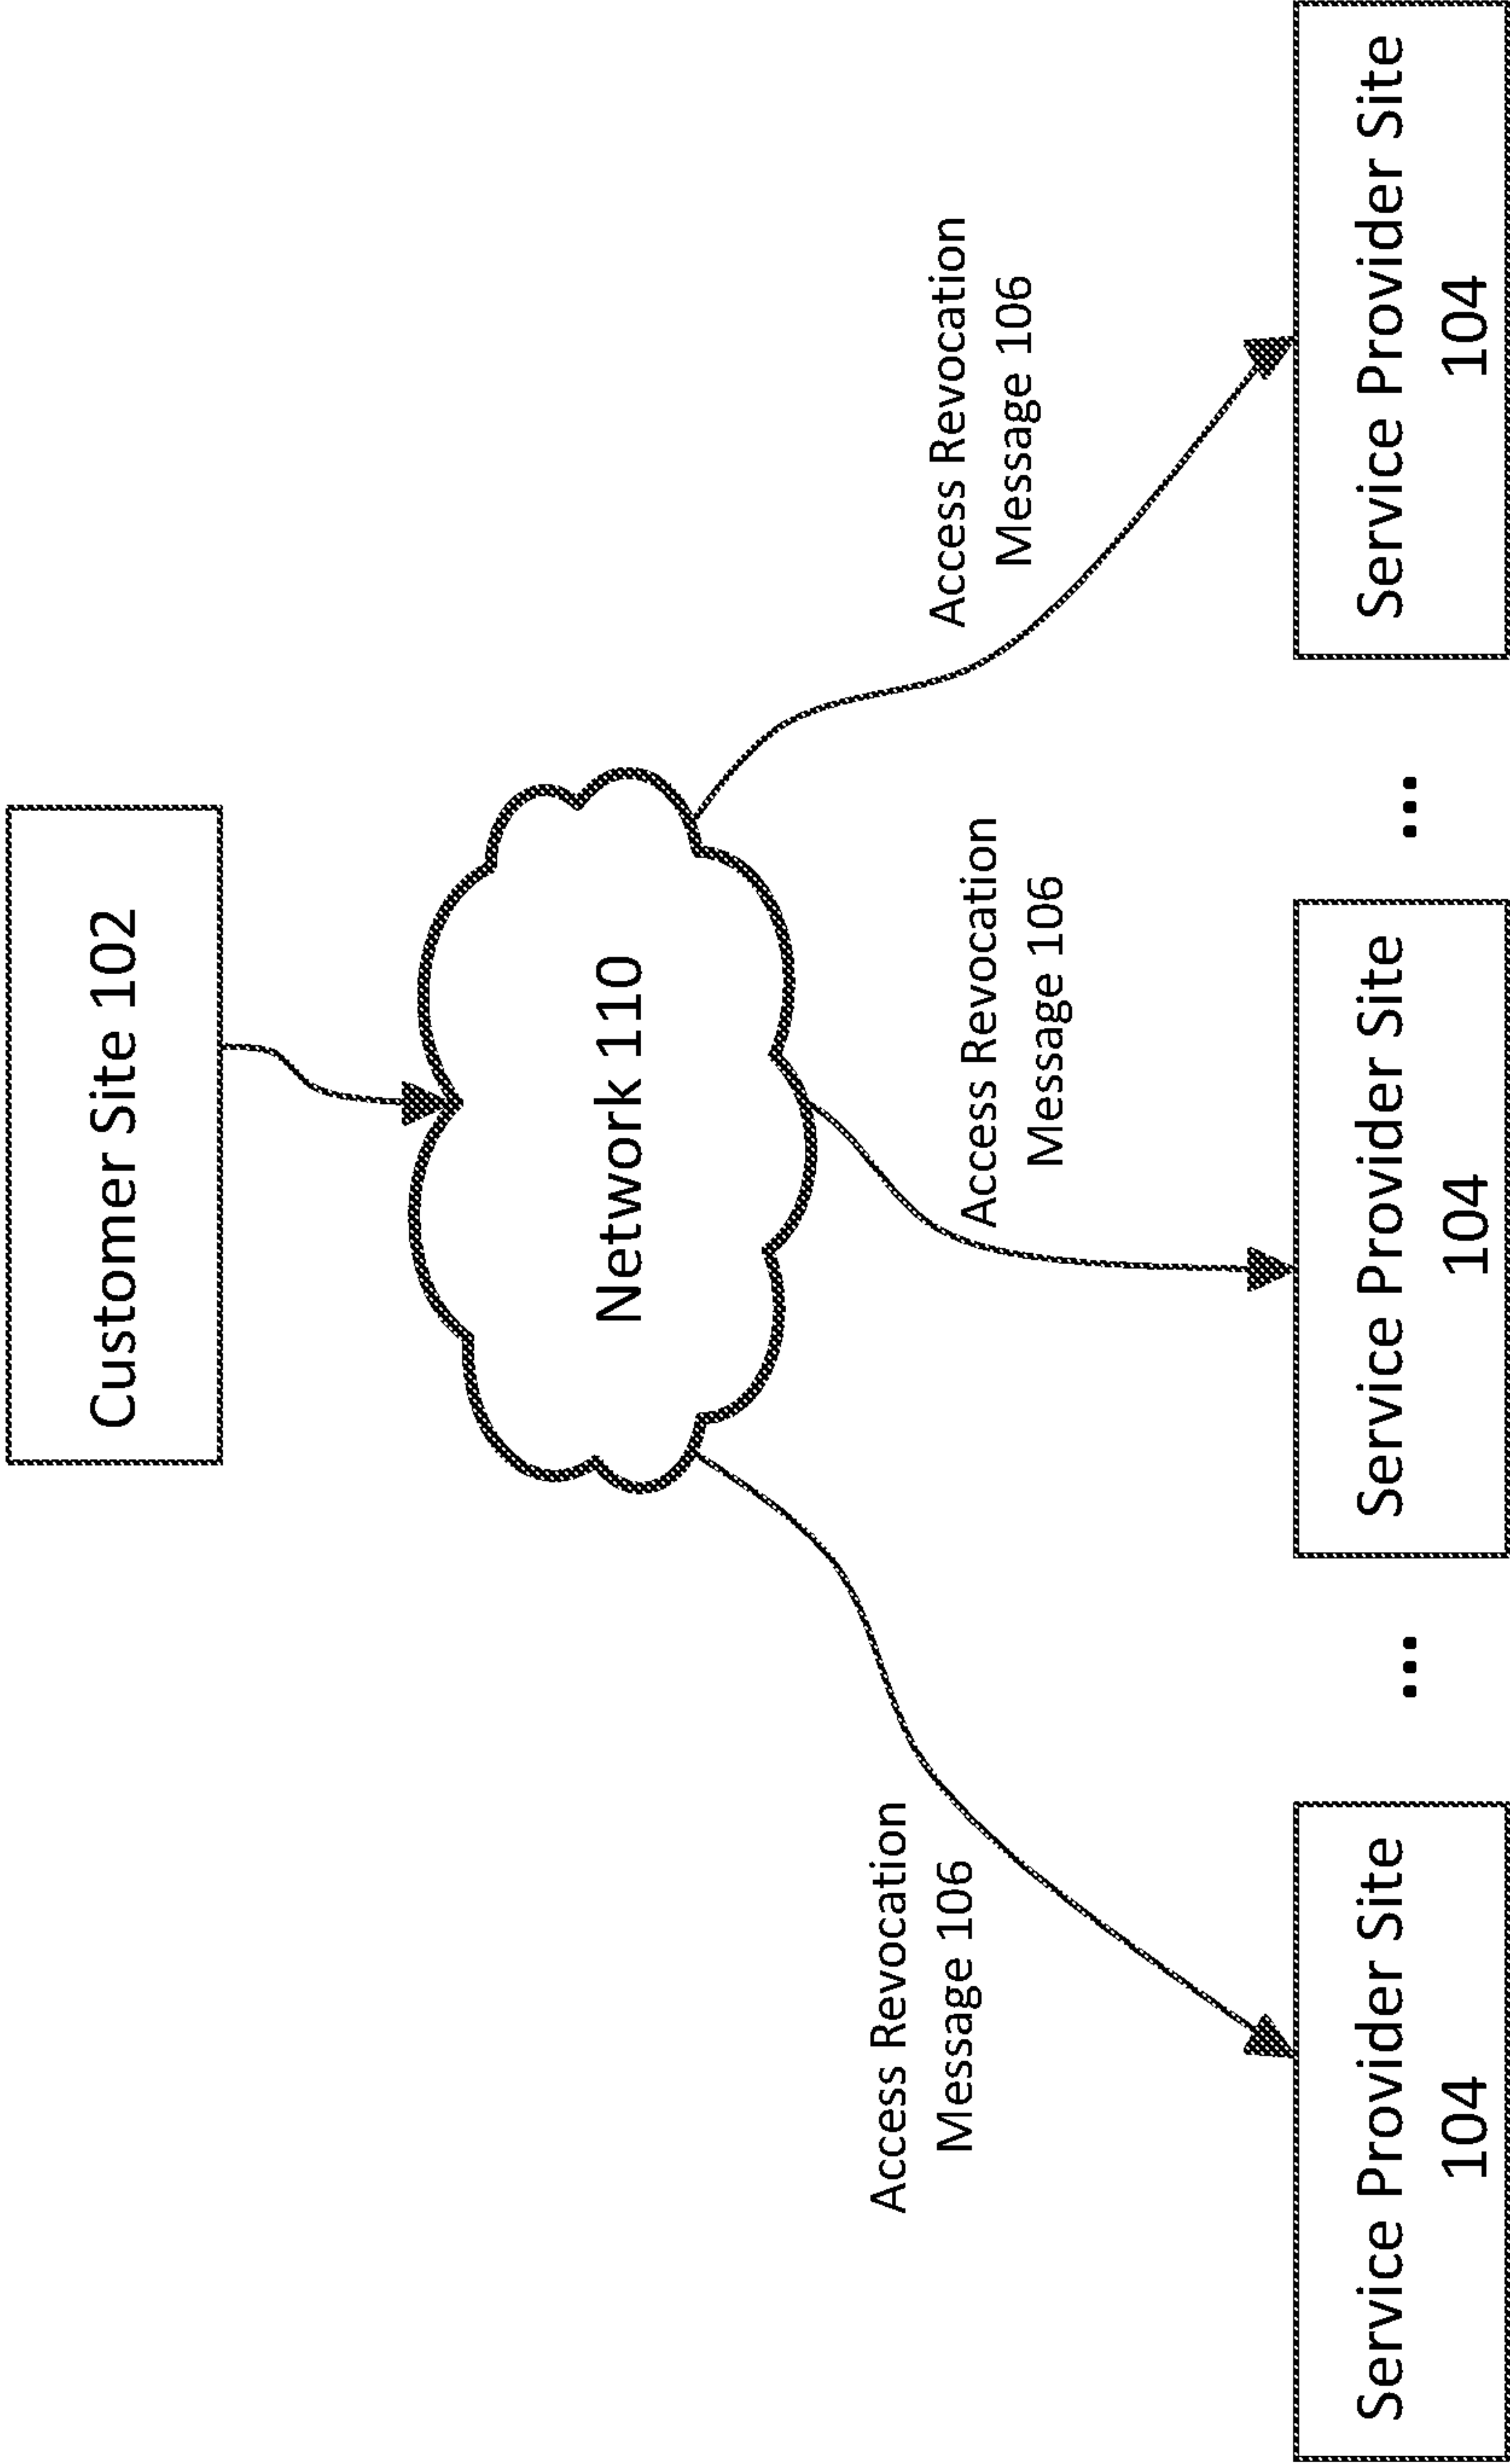 Customer Site 102
Network 110
Access Revocation
Message 106
Access Revocation
Message 106
Access Revocation
Message 106
Service Provider Site
104
...
Service Provider Site
104
...
Service Provider Site
104